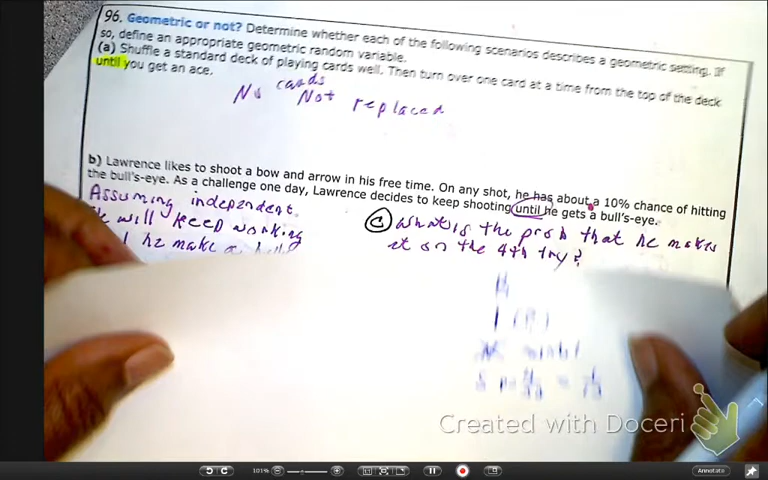 96. Geometric or not? Determine whether each of the following scenarios describes a geometric setting. If
so, define an appropriate geometric random variable.
(a) Shuffle a standard deck of playing cards well. Then turn over one card at a time from the top of the deck
until you get an ace.
No cards
Not replaced
b) Lawrence likes to shoot a bow and arrow in his free time. On any shot, he has about a 10% chance of hitting
the bull's-eye. As a challenge one day, Lawrence decides to keep shooting until he gets a bull's-eye.
Assuming independent
will keep working
he make a
C What is the prob that he makes
it on the 4th try?
Created with Doceri
101%
Annotate